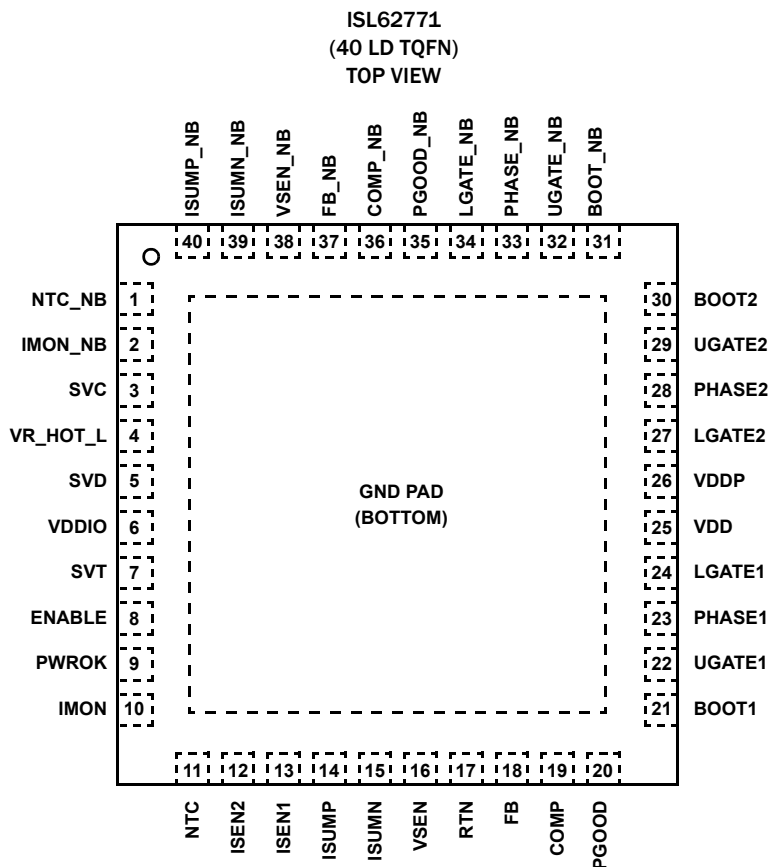 ISL62771
(40 LD TQFN)
TOP VIEW
ISUMP_NB
ISUMN_NB
VSEN_NB
FB_NB
COMP_NB
PGOOD_NB
LGATE_NB
PHASE_NB
UGATE_NB
BOOT_NB
40 39 38 37 36 35 34 33 32 31
NTC_NB 1 30 BOOT2
IMON_NB 2 29 UGATE2
SVC 3 28 PHASE2
VR_HOT_L 4 27 LGATE2
SVD 5 26 VDDP
GND PAD
(BOTTOM)
VDDIO 6 25 VDD
SVT 7 24 LGATE1
ENABLE 8 23 PHASE1
PWROK 9 22 UGATE1
IMON 10 21 BOOT1
11 12 13 14 15 16 17 18 19 20
NTC
ISEN2
ISEN1
ISUMP
ISUMN
VSEN
RTN
FB
COMP
PGOOD